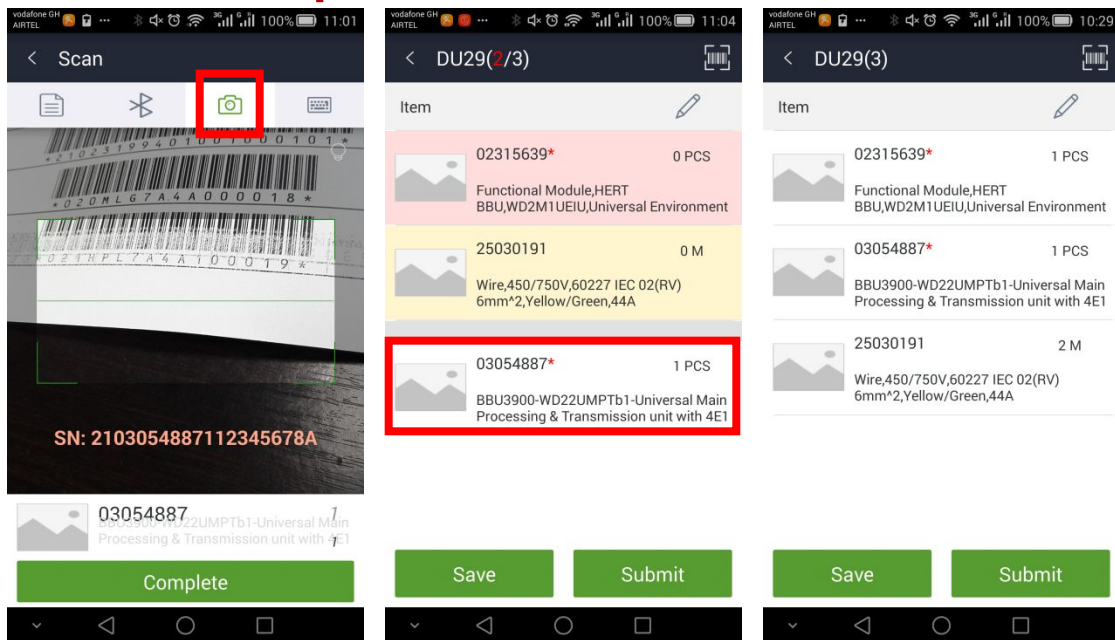 vodafone GH
AIRTEL
3G
G
100%
11:01
Scan
*210231994010010001 01*
*020MLG7A4A000018*
SN: 2103054887112345678A
03054887
1
BBU3900-WD22UMPTb1-Universal Main
Processing & Transmission unit with 4E1
1
Complete
vodafone GH
AIRTEL
3G
G
100%
11:04
DU29(2/3)
Item
02315639*
0 PCS
Functional Module,HERT
BBU,WD2M1UEIU,Universal Environment
25030191
0 M
Wire,450/750V,60227 IEC 02(RV)
6mm^2,Yellow/Green,44A
03054887*
1 PCS
BBU3900-WD22UMPTb1-Universal Main
Processing & Transmission unit with 4E1
Save
Submit
vodafone GH
AIRTEL
3G
G
100%
10:29
DU29(3)
Item
02315639*
1 PCS
Functional Module,HERT
BBU,WD2M1UEIU,Universal Environment
03054887*
1 PCS
BBU3900-WD22UMPTb1-Universal Main
Processing & Transmission unit with 4E1
25030191
2 M
Wire,450/750V,60227 IEC 02(RV)
6mm^2,Yellow/Green,44A
Save
Submit